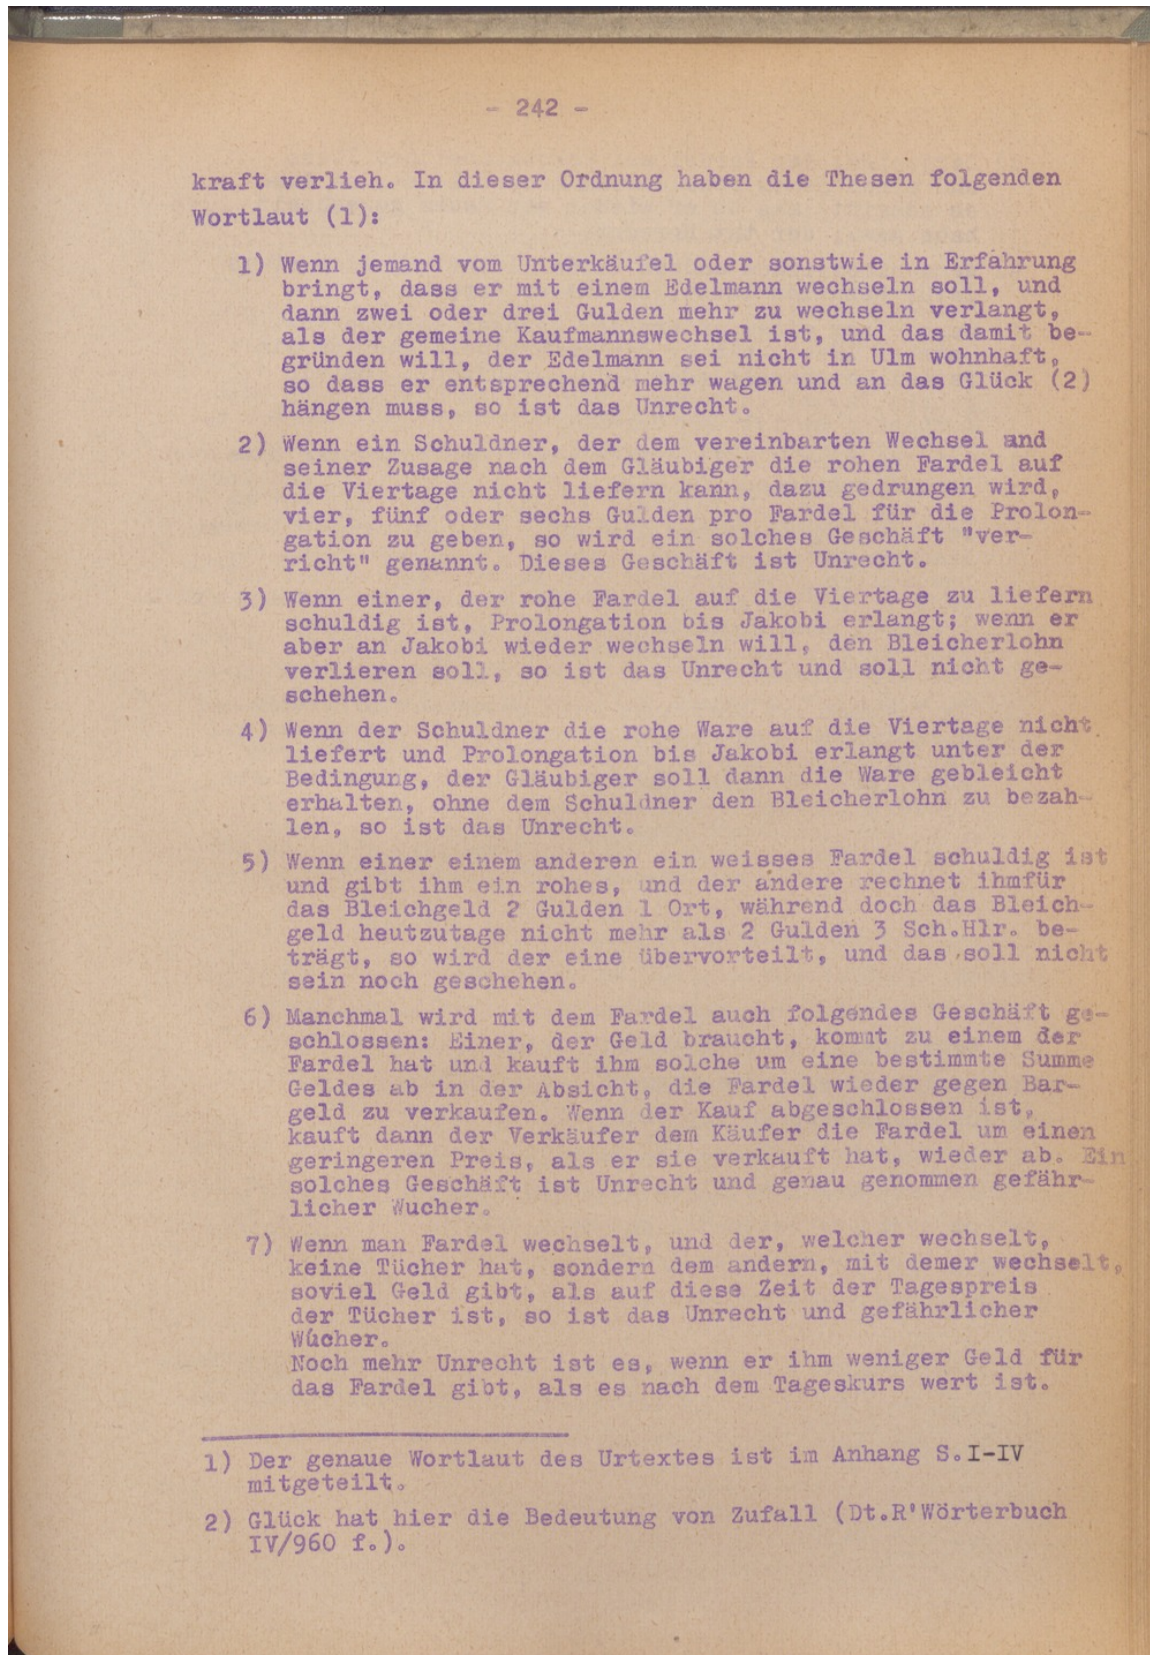 - 242 -
kraft verlieh. In dieser Ordnung haben die Thesen folgenden
Wortlaut (1):
1) Wenn jemand vom Unterkäufel oder sonstwie in Erfahrung
bringt, dass er mit einem Edelmann wechseln soll, und
dann zwei oder drei Gulden mehr zu wechseln verlangt,
als der gemeine Kaufmannswechsel ist, und das damit be-
gründen will, der Edelmann sei nicht in Ulm wohnhaft,
so dass er entsprechend mehr wagen und an das Glück (2)
hängen muss, so ist das Unrecht.
2) Wenn ein Schuldner, der dem vereinbarten Wechsel und
seiner Zusage nach dem Gläubiger die rohen Fardel auf
die Viertage nicht liefern kann, dazu gedrungen wird,
vier, fünf oder sechs Gulden pro Fardel für die Prolon-
gation zu geben, so wird ein solches Geschäft "ver-
richt" genannt. Dieses Geschäft ist Unrecht.
3) Wenn einer, der rohe Fardel auf die Viertage zu liefern
schuldig ist, Prolongation bis Jakobi erlangt; wenn er
aber an Jakobi wieder wechseln will, den Bleicherlohn
verlieren soll, so ist das Unrecht und soll nicht ge-
schehen.
4) Wenn der Schuldner die rohe Ware auf die Viertage nicht
liefert und Prolongation bis Jakobi erlangt unter der
Bedingung, der Gläubiger soll dann die Ware gebleicht
erhalten, ohne dem Schuldner den Bleicherlohn zu bezah-
len, so ist das Unrecht.
5) Wenn einer einem anderen ein weisses Fardel schuldig ist
und gibt ihm ein rohes, und der andere rechnet ihmfür
das Bleichgeld 2 Gulden 1 Ort, während doch das Bleich-
geld heutzutage nicht mehr als 2 Gulden 3 Sch.Hlr. be-
trägt, so wird der eine übervorteilt, und das soll nicht
sein noch geschehen.
6) Manchmal wird mit dem Fardel auch folgendes Geschäft ge-
schlossen: Einer, der Geld braucht, kommt zu einem der
Fardel hat und kauft ihm solche um eine bestimmte Summe
Geldes ab in der Absicht, die Fardel wieder gegen Bar-
geld zu verkaufen. Wenn der Kauf abgeschlossen ist,
kauft dann der Verkäufer dem Käufer die Fardel um einen
geringeren Preis, als er sie verkauft hat, wieder ab. Ein
solches Geschäft ist Unrecht und genau genommen gefähr-
licher Wucher.
7) Wenn man Fardel wechselt, und der, welcher wechselt,
keine Tücher hat, sondern dem andern, mit demer wechselt,
soviel Geld gibt, als auf diese Zeit der Tagespreis
der Tücher ist, so ist das Unrecht und gefährlicher
Wucher.
Noch mehr Unrecht ist es, wenn er ihm weniger Geld für
das Fardel gibt, als es nach dem Tageskurs wert ist.
1) Der genaue Wortlaut des Urtextes ist im Anhang S.I-IV
mitgeteilt.
2) Glück hat hier die Bedeutung von Zufall (Dt.R'Wörterbuch
IV/960 f.).